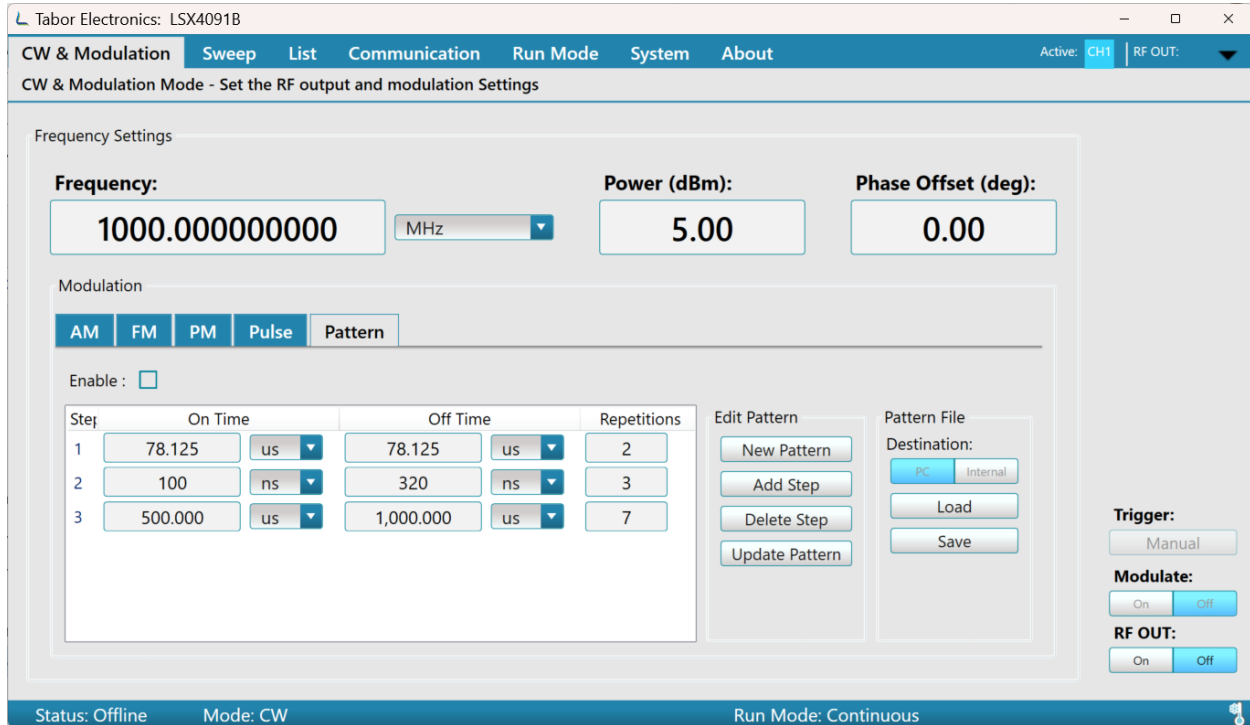 Tabor Electronics: LSX4091B
CW & Modulation Sweep List Communication Run Mode System About Active: CH1 RF OUT:
CW & Modulation Mode - Set the RF output and modulation Settings
Frequency Settings
Frequency: Power (dBm): Phase Offset (deg):
1000.000000000 MHz 5.00 0.00
Modulation
AM FM PM Pulse Pattern
Enable :
Step On Time Off Time Repetitions
1 78.125 us 78.125 us 2
2 100 ns 320 ns 3
3 500.000 us 1,000.000 us 7
Edit Pattern
New Pattern
Add Step
Delete Step
Update Pattern
Pattern File
Destination:
PC Internal
Load
Save
Trigger:
Manual
Modulate:
On Off
RF OUT:
On Off
Status: Offline Mode: CW Run Mode: Continuous